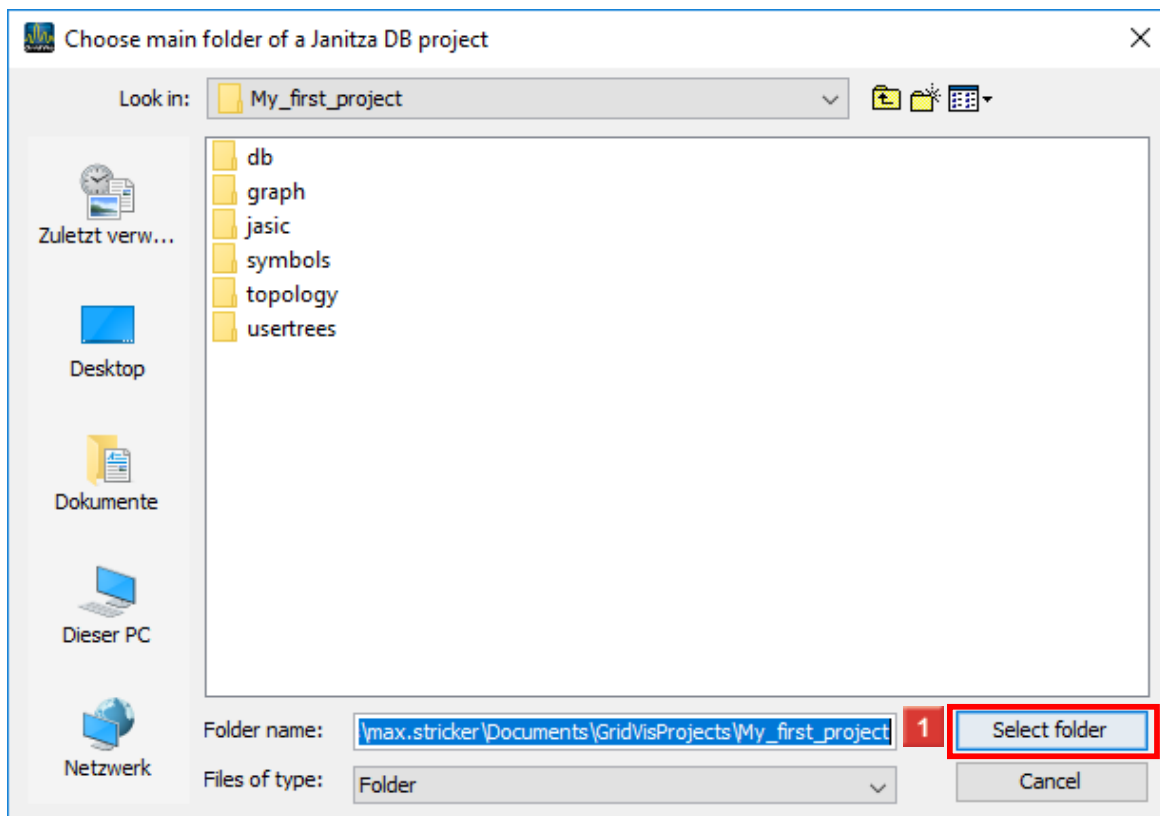 Choose main folder of a Janitza DB project
Look in: My_first_project
db
graph
jasic
symbols
topology
usertrees
Zuletzt verw...
Desktop
Dokumente
Dieser PC
Netzwerk
Folder name: \max.stricker\Documents\GridVisProjects\My_first_project 1 Select folder
Files of type: Folder Cancel